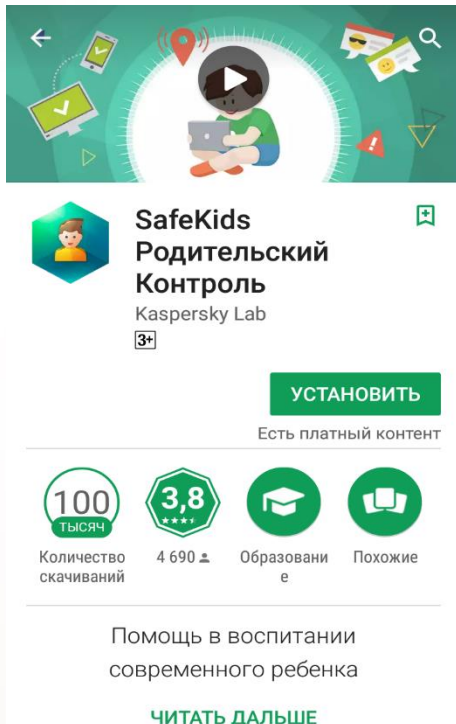 SafeKids
Родительский
Контроль
Kaspersky Lab
3+
УСТАНОВИТЬ
Есть платный контент
100
ТЫСЯЧ
Количество
скачиваний
3,8
4 690
Образовани
е
Похожие
Помощь в воспитании
современного ребенка
ЧИТАТЬ ДАЛЬШЕ